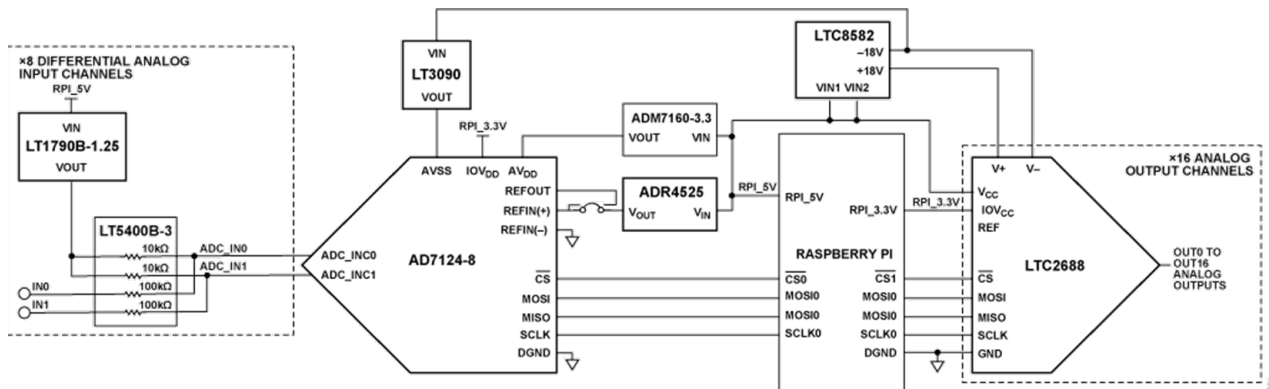 ×8 DIFFERENTIAL ANALOG
INPUT CHANNELS
RPI_5V
VIN
LT1790B-1.25
VOUT
LT5400B-3
10kΩ
10kΩ
100kΩ
100kΩ
IN0
IN1
ADC_IN0
ADC_IN1
VIN
LT3090
VOUT
RPI_3.3V
AVSS
IOVDD
AVDD
REFOUT
REFIN(+)
REFIN(–)
ADC_INC0
ADC_INC1
AD7124-8
CS
MOSI
MISO
SCLK
DGND
ADM7160-3.3
VOUT
VIN
ADR4525
VOUT
VIN
RPI_5V
LTC8582
–18V
+18V
VIN1 VIN2
RPI_5V
RPI_3.3V
RASPBERRY PI
CS0
MOSI0
MOSI0
SCLK0
CS1
MOSI0
MOSI0
SCLK0
DGND
RPI_3.3V
×16 ANALOG
OUTPUT CHANNELS
V+
V–
VCC
IOVCC
REF
LTC2688
CS
MOSI
MISO
SCLK
GND
OUT0 TO
OUT16
ANALOG
OUTPUTS